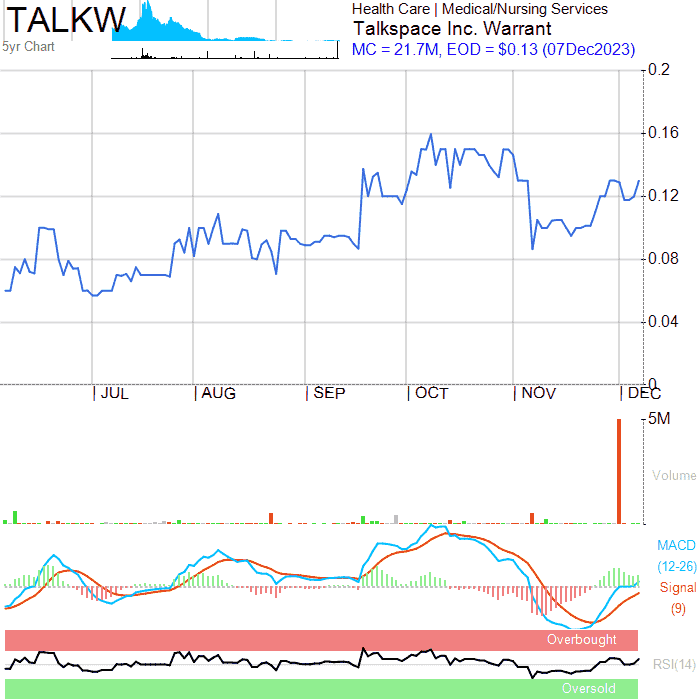 TALKW
5yr Chart
Health Care | Medical/Nursing Services
Talkspace Inc. Warrant
MC = 21.7M, EOD = $0.13 (07Dec2023)
0.2
0.16
0.12
0.08
0.04
0
JUL AUG SEP OCT NOV DEC
5M
Volume
MACD
(12-26)
Signal
(9)
Overbought
RSI(14)
Oversold